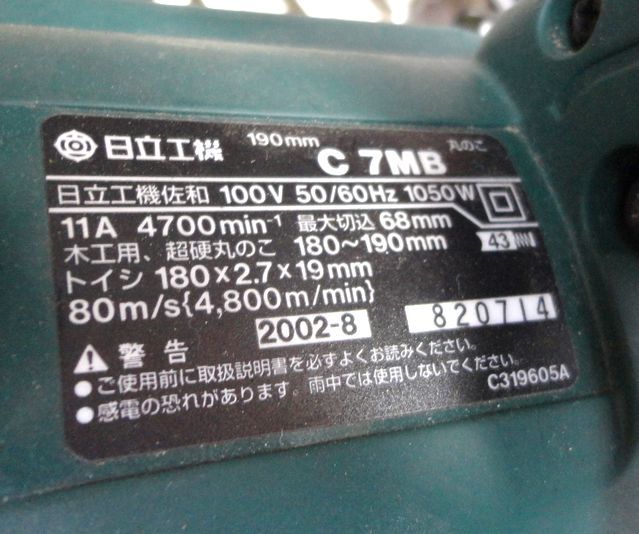 日立工機 190mm C 7MB 丸のこ
日立工機佐和 100V 50/60Hz 1050W
11A 4700min⁻¹ 最大切込 68mm
木工用、超硬丸のこ 180~190mm
43 NN
トイシ 180×2.7×19mm
80m/s{4,800m/min}
2002-8 820714
警告
●ご使用前に取扱説明書を必ずよくお読みください。
●感電の恐れがあります。雨中では使用しないでください。
C319605A